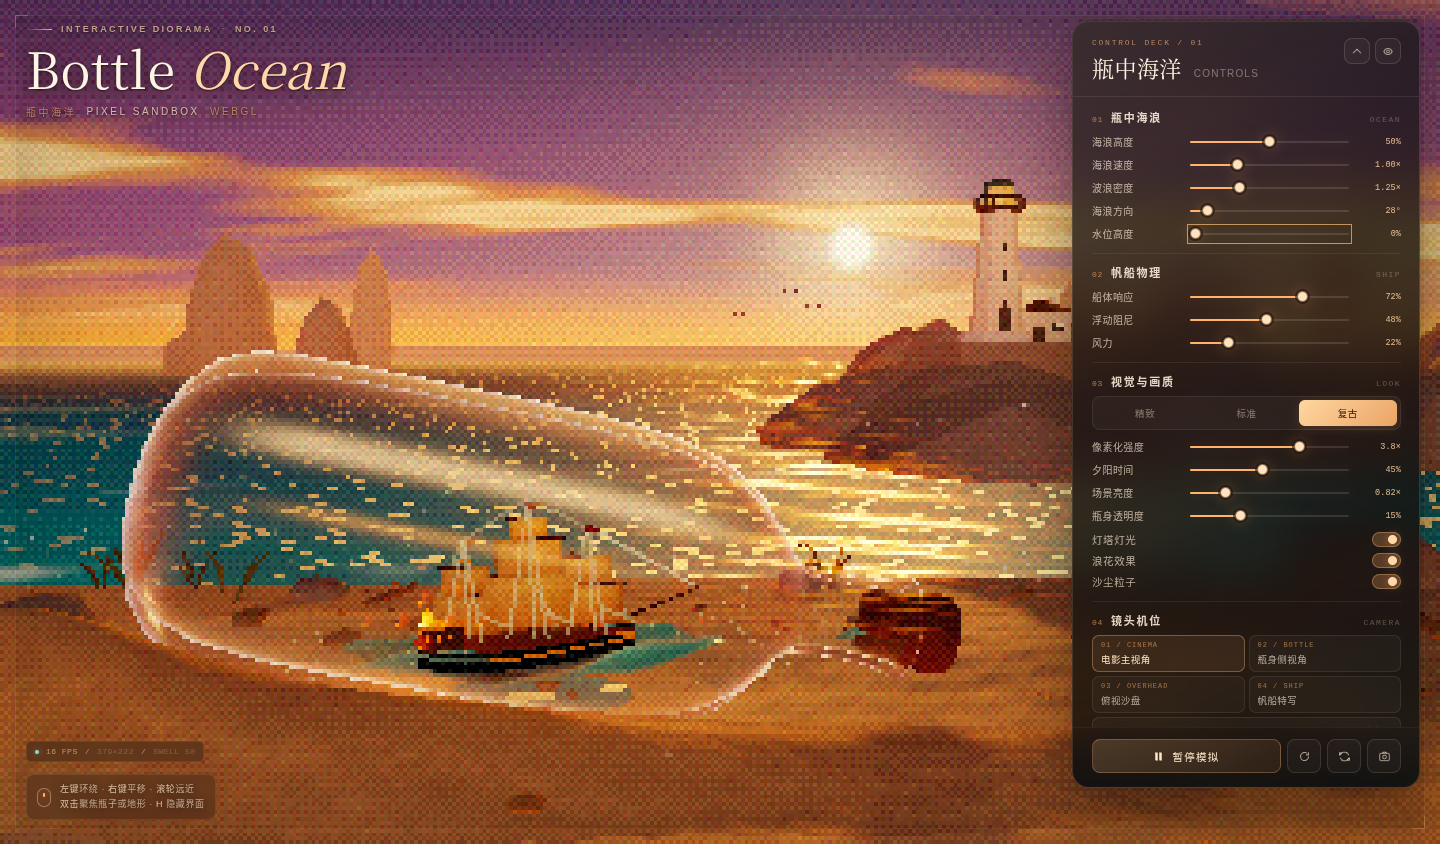 INTERACTIVE DIORAMA · NO. 01
Bottle Ocean
瓶中海洋 PIXEL SANDBOX WEBGL
CONTROL DECK / 01
瓶中海洋 CONTROLS
01 瓶中海浪 OCEAN
海浪高度 50%
海浪速度 1.00×
波浪密度 1.25×
海浪方向 28°
水位高度 0%
02 帆船物理 SHIP
船体响应 72%
浮动阻尼 48%
风力 22%
03 视觉与画质 LOOK
精致 标准 复古
像素化强度 3.8×
夕阳时间 45%
场景亮度 0.82×
瓶身透明度 15%
灯塔灯光
浪花效果
沙尘粒子
04 镜头机位 CAMERA
01 / CINEMA
电影主视角
02 / BOTTLE
瓶身侧视角
03 / OVERHEAD
俯视沙盘
04 / SHIP
帆船特写
暂停模拟
16 FPS / 379×222 / SWELL 50
左键环绕 · 右键平移 · 滚轮远近
双击聚焦瓶子或地形 · H 隐藏界面